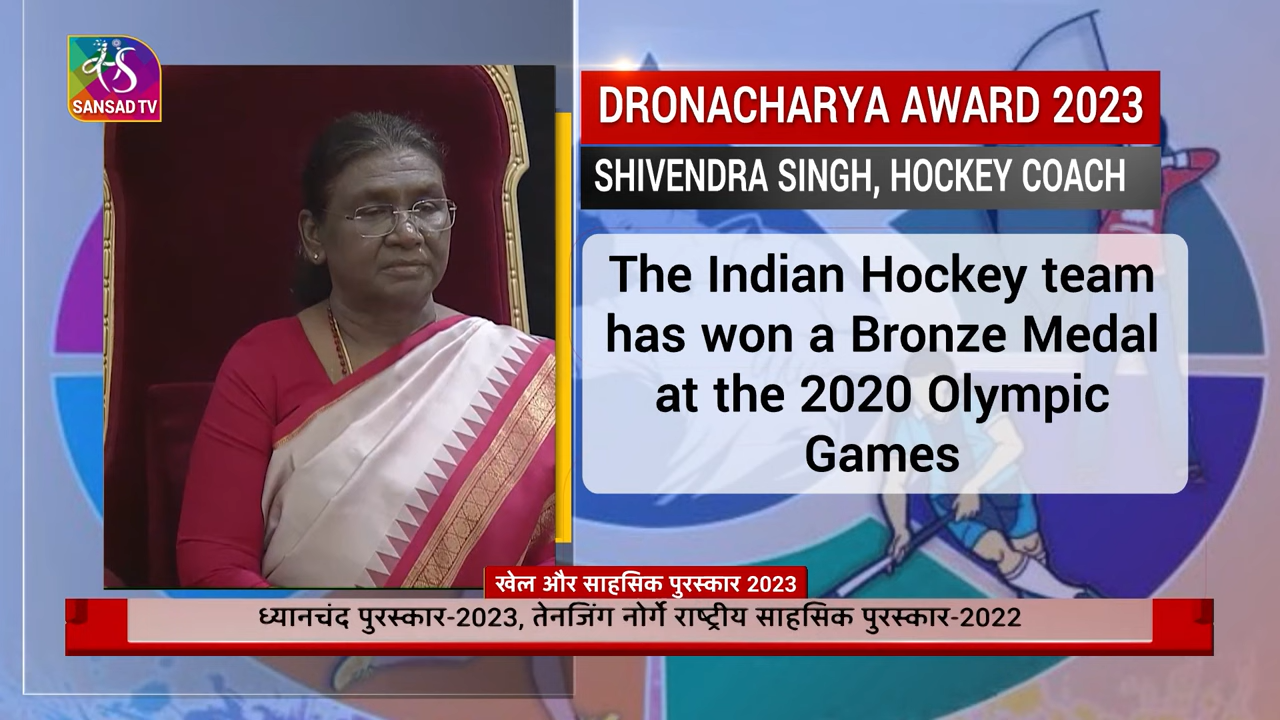 SANSAD TV
DRONACHARYA AWARD 2023
SHIVENDRA SINGH, HOCKEY COACH
The Indian Hockey team
has won a Bronze Medal
at the 2020 Olympic
Games
खेल और साहसिक पुरस्कार 2023
ध्यानचंद पुरस्कार-2023, तेनजिंग नोर्गे राष्ट्रीय साहसिक पुरस्कार-2022